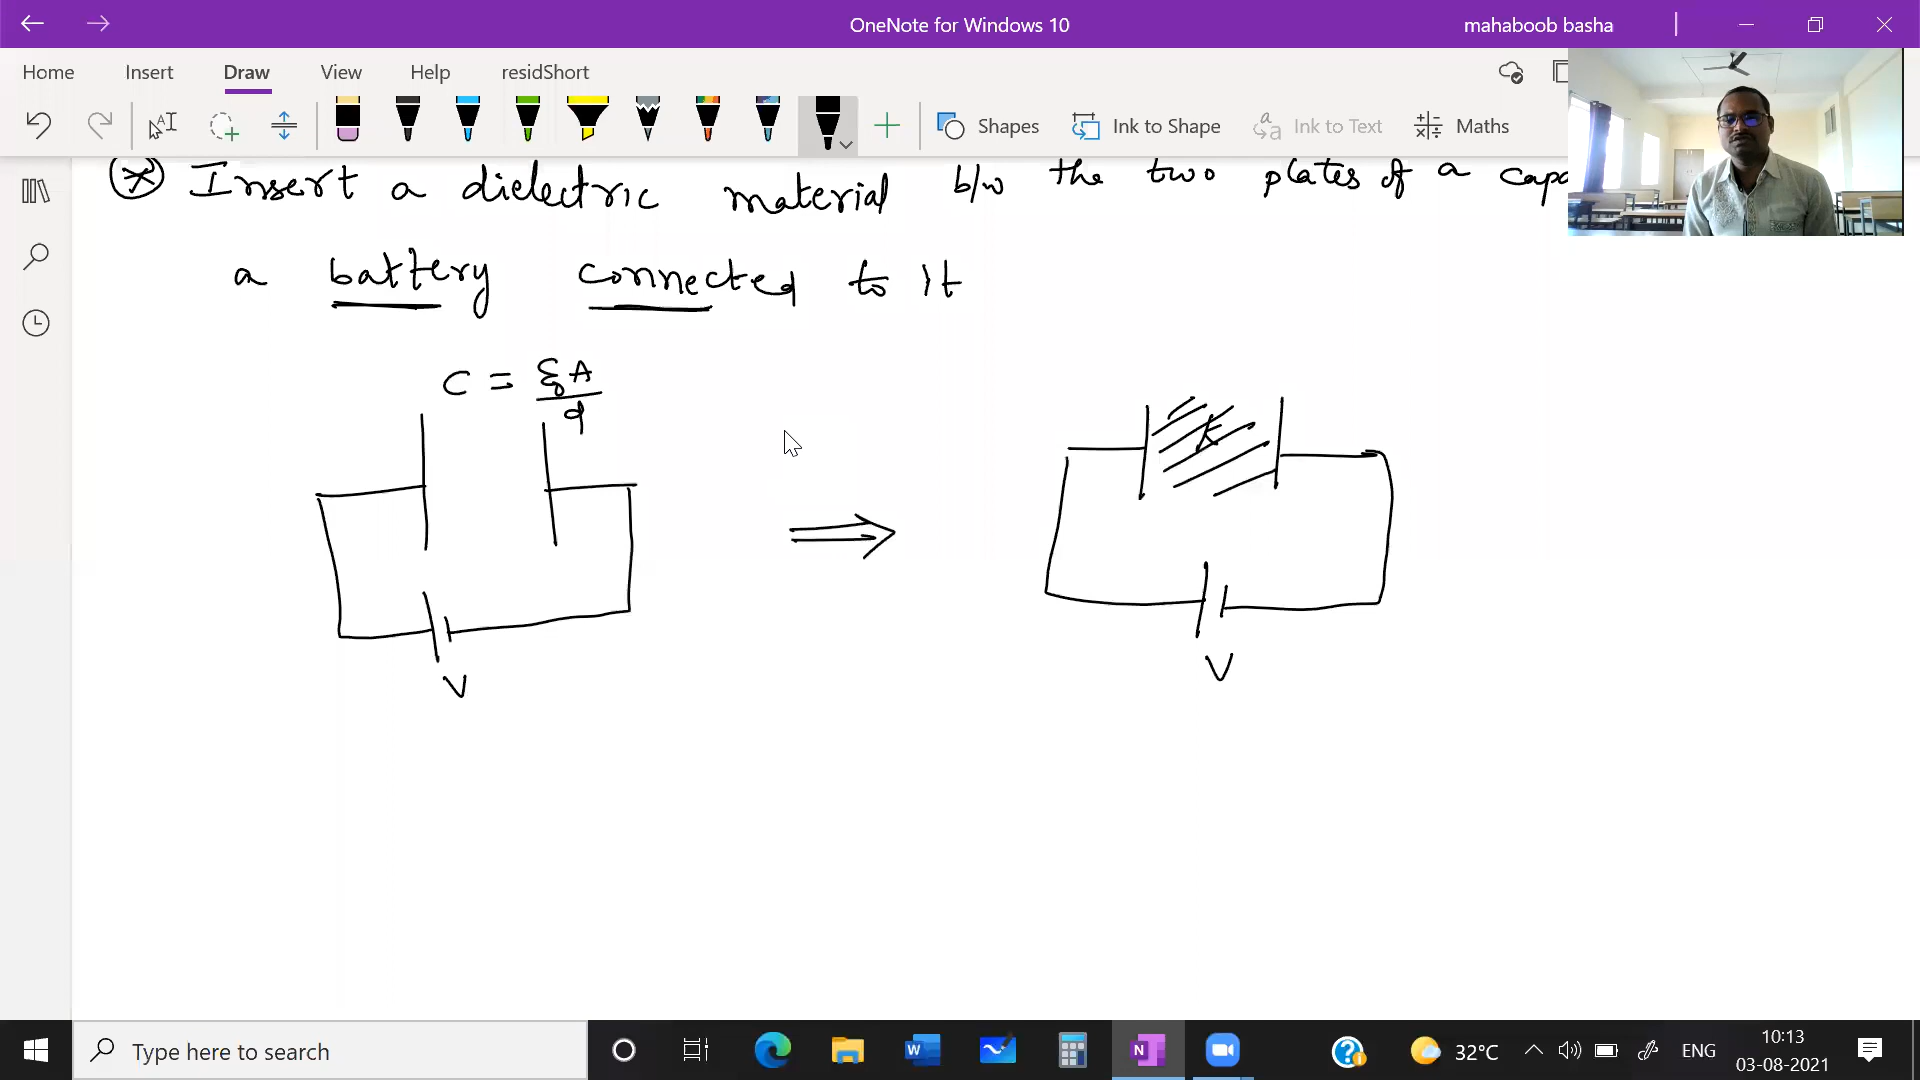 OneNote for Windows 10
mahaboob basha
Home Insert Draw View Help residShort
Shapes Ink to Shape Ink to Text Maths
Insert a dielectric material b/w the two plates of a capa
a battery connected to it
C = ε₀A/d
K
V
V
Type here to search
32°C
ENG
10:13
03-08-2021